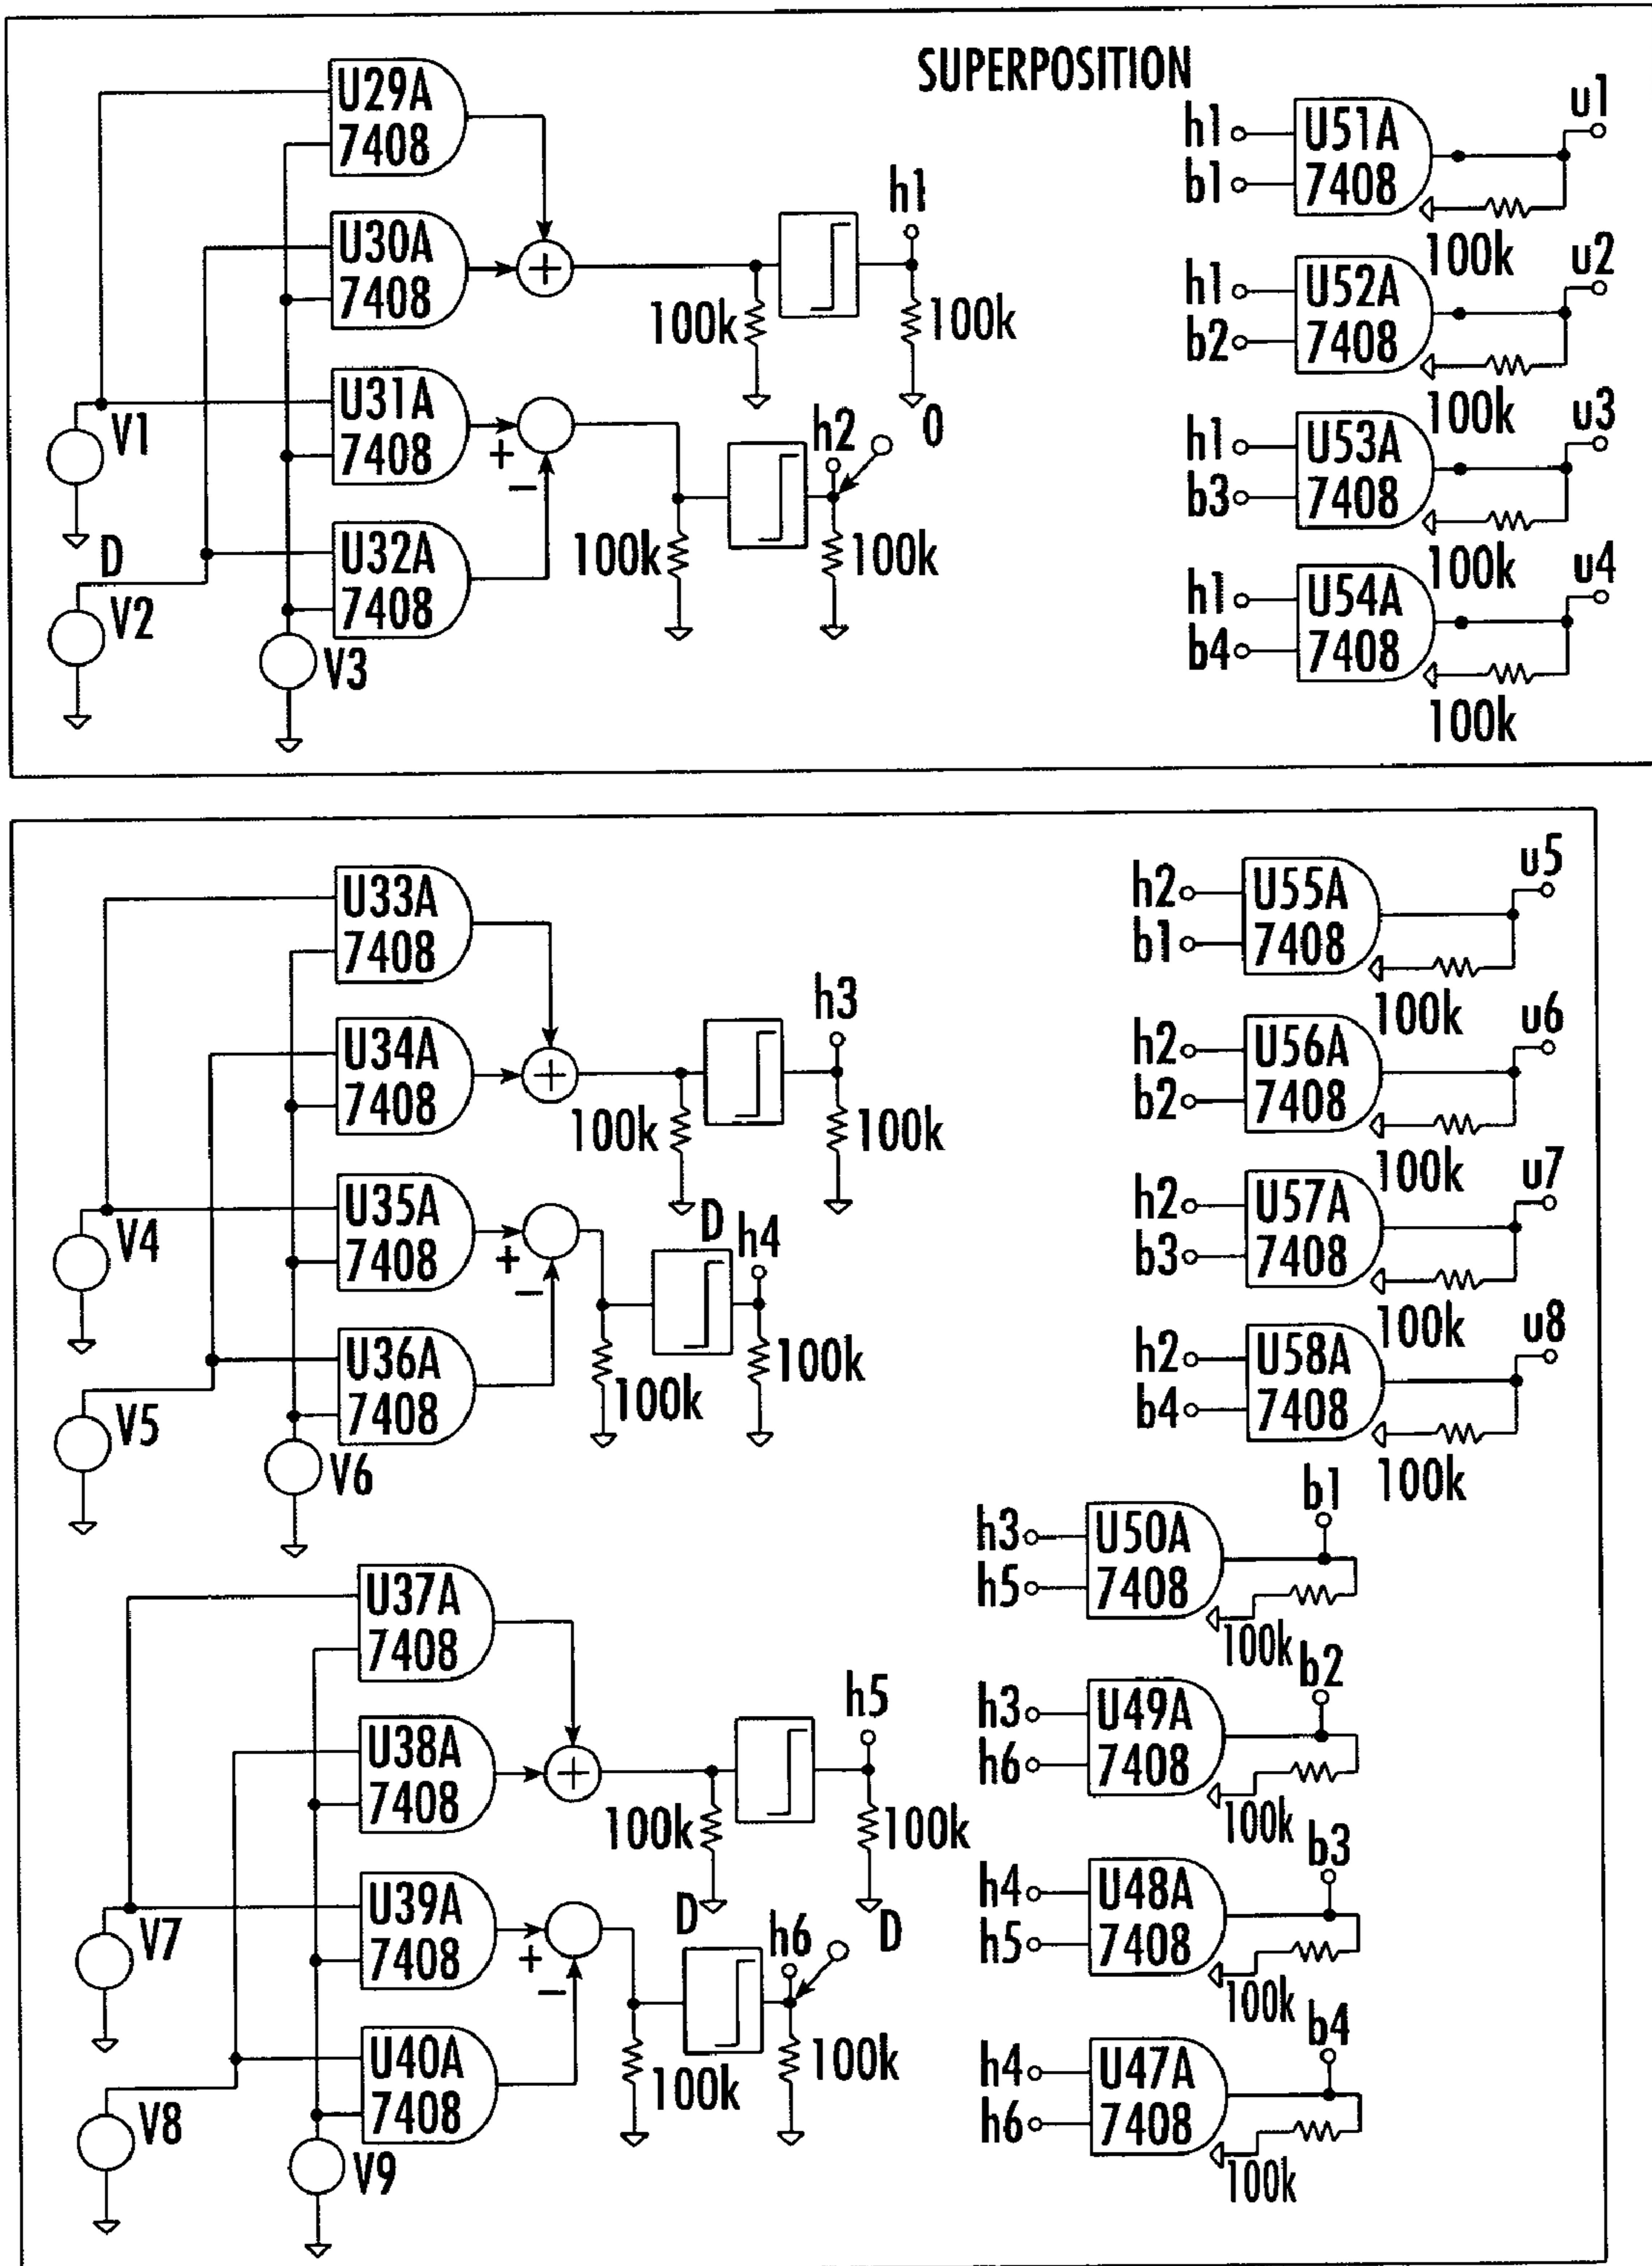 SUPERPOSITION
U29A
7408
U30A
7408
h1
100k
100k
U31A
7408
+
−
V1
h2
0
100k
100k
D
U32A
7408
V2
V3
h1
b1
U51A
7408
u1
100k
h1
b2
U52A
7408
u2
100k
h1
b3
U53A
7408
u3
100k
h1
b4
U54A
7408
u4
100k
U33A
7408
U34A
7408
h3
100k
100k
U35A
7408
+
−
V4
D
h4
100k
100k
U36A
7408
V5
V6
h2
b1
U55A
7408
u5
100k
h2
b2
U56A
7408
u6
100k
h2
b3
U57A
7408
u7
100k
h2
b4
U58A
7408
u8
100k
U37A
7408
U38A
7408
h5
100k
100k
U39A
7408
+
−
V7
D
h6
D
100k
100k
U40A
7408
V8
V9
h3
h5
U50A
7408
b1
100k
h3
h6
U49A
7408
b2
100k
h4
h5
U48A
7408
b3
100k
h4
h6
U47A
7408
b4
100k